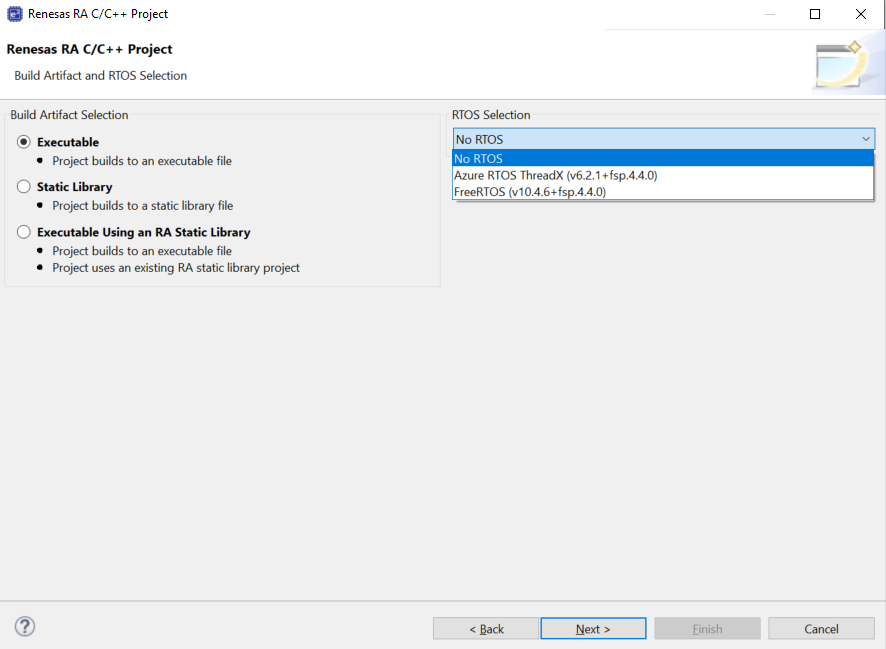 Renesas RA C/C++ Project
Renesas RA C/C++ Project
Build Artifact and RTOS Selection
Build Artifact Selection
Executable
Project builds to an executable file
Static Library
Project builds to a static library file
Executable Using an RA Static Library
Project builds to an executable file
Project uses an existing RA static library project
RTOS Selection
No RTOS
No RTOS
Azure RTOS ThreadX (v6.2.1+fsp.4.4.0)
FreeRTOS (v10.4.6+fsp.4.4.0)
?
< Back
Next >
Finish
Cancel